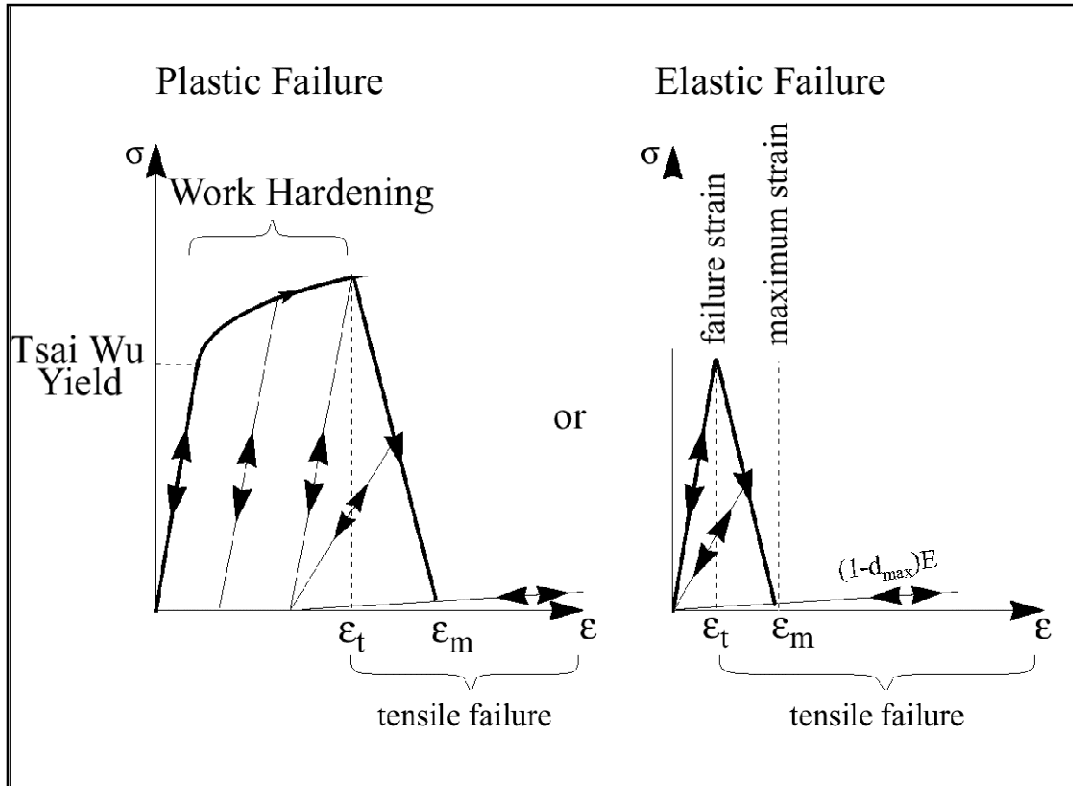 Plastic Failure
Elastic Failure
σ
Work Hardening
Tsai Wu
Yield
εt
εm
ε
tensile failure
or
σ
failure strain
maximum strain
(1-dmax)E
εt
εm
ε
tensile failure